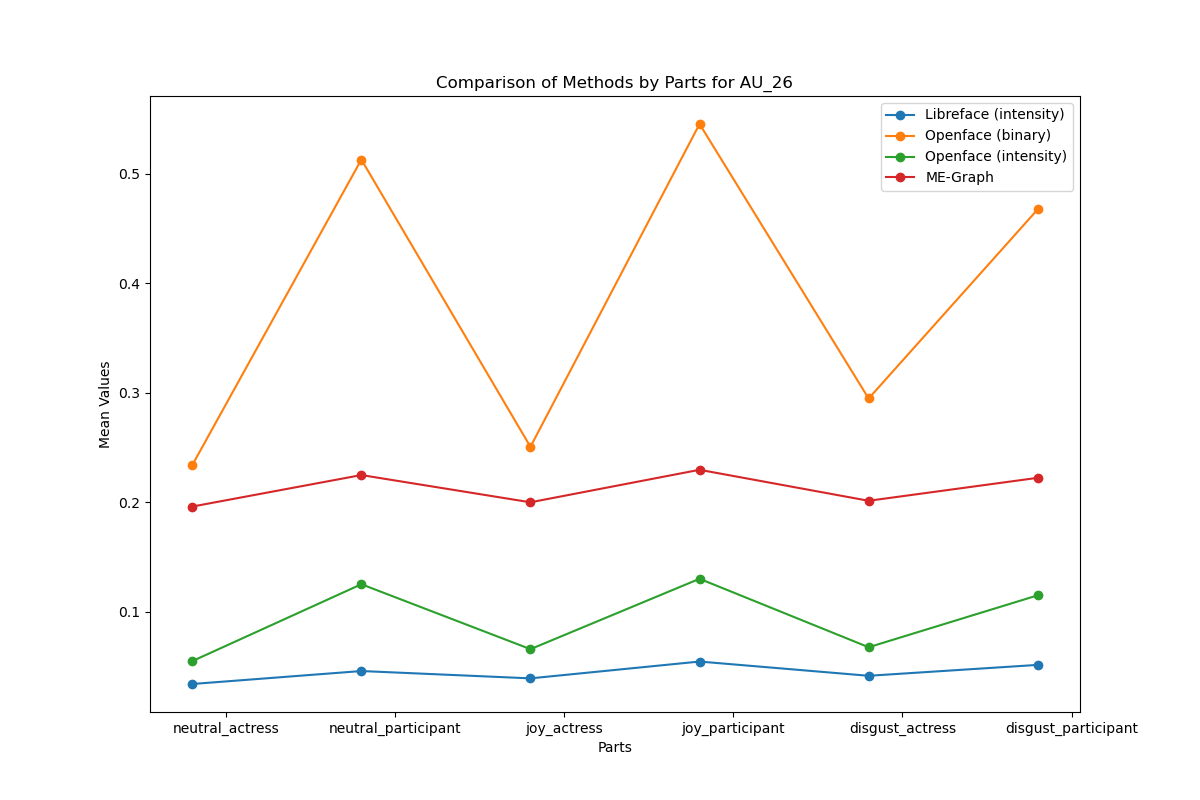 Comparison of Methods by Parts for AU_26
Libreface (intensity)
Openface (binary)
Openface (intensity)
ME-Graph
Mean Values
0.5
0.4
0.3
0.2
0.1
neutral_actress
neutral_participant
joy_actress
joy_participant
disgust_actress
disgust_participant
Parts